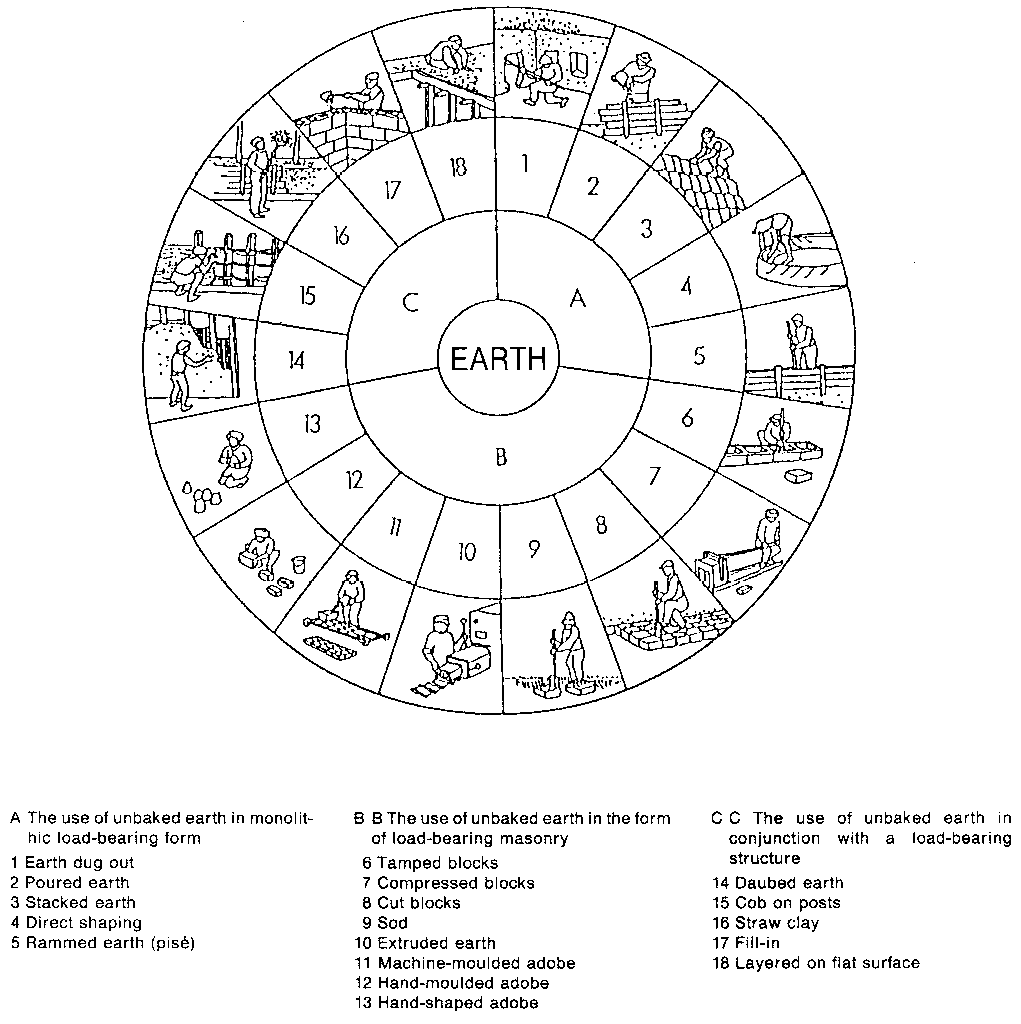 EARTH
A
B
C
1
2
3
4
5
6
7
8
9
10
11
12
13
14
15
16
17
18
A The use of unbaked earth in monolit-
hic load-bearing form
1 Earth dug out
2 Poured earth
3 Stacked earth
4 Direct shaping
5 Rammed earth (pisé)
B B The use of unbaked earth in the form
of load-bearing masonry
6 Tamped blocks
7 Compressed blocks
8 Cut blocks
9 Sod
10 Extruded earth
11 Machine-moulded adobe
12 Hand-moulded adobe
13 Hand-shaped adobe
C C The use of unbaked earth in
conjunction with a load-bearing
structure
14 Daubed earth
15 Cob on posts
16 Straw clay
17 Fill-in
18 Layered on flat surface